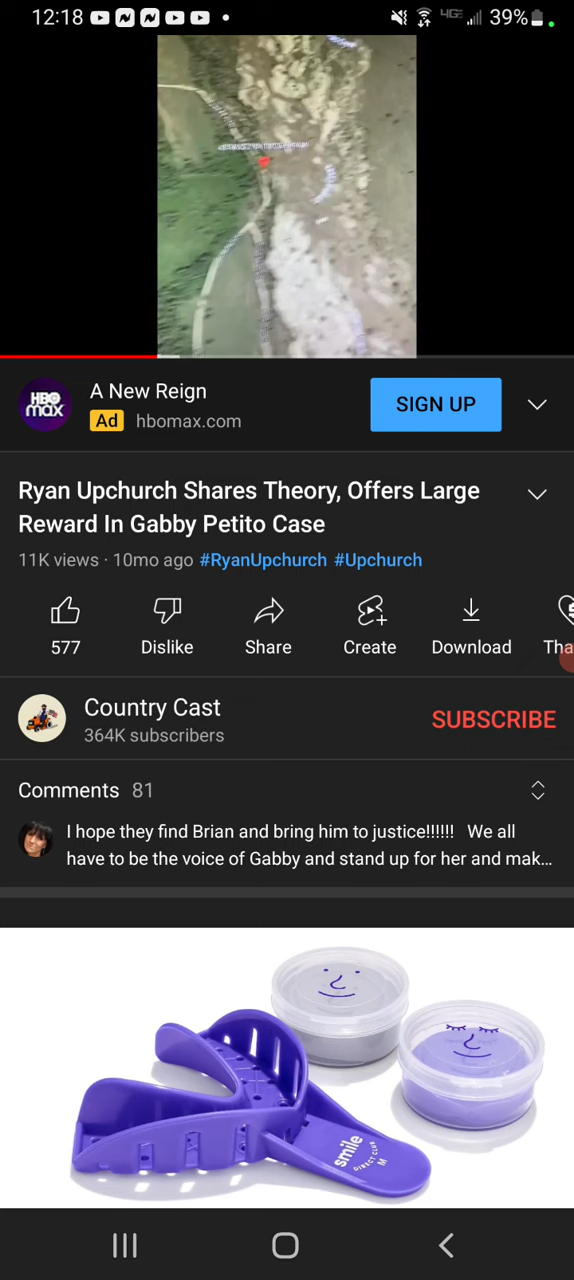 12:18
4GE 39%
HBO
max
A New Reign
Ad hbomax.com
SIGN UP
Ryan Upchurch Shares Theory, Offers Large
Reward In Gabby Petito Case
11K views · 10mo ago #RyanUpchurch #Upchurch
577 Dislike Share Create Download Tha
Country Cast
364K subscribers
SUBSCRIBE
Comments 81
I hope they find Brian and bring him to justice!!!!!! We all
have to be the voice of Gabby and stand up for her and mak...
smile
DIRECT CLUB
M